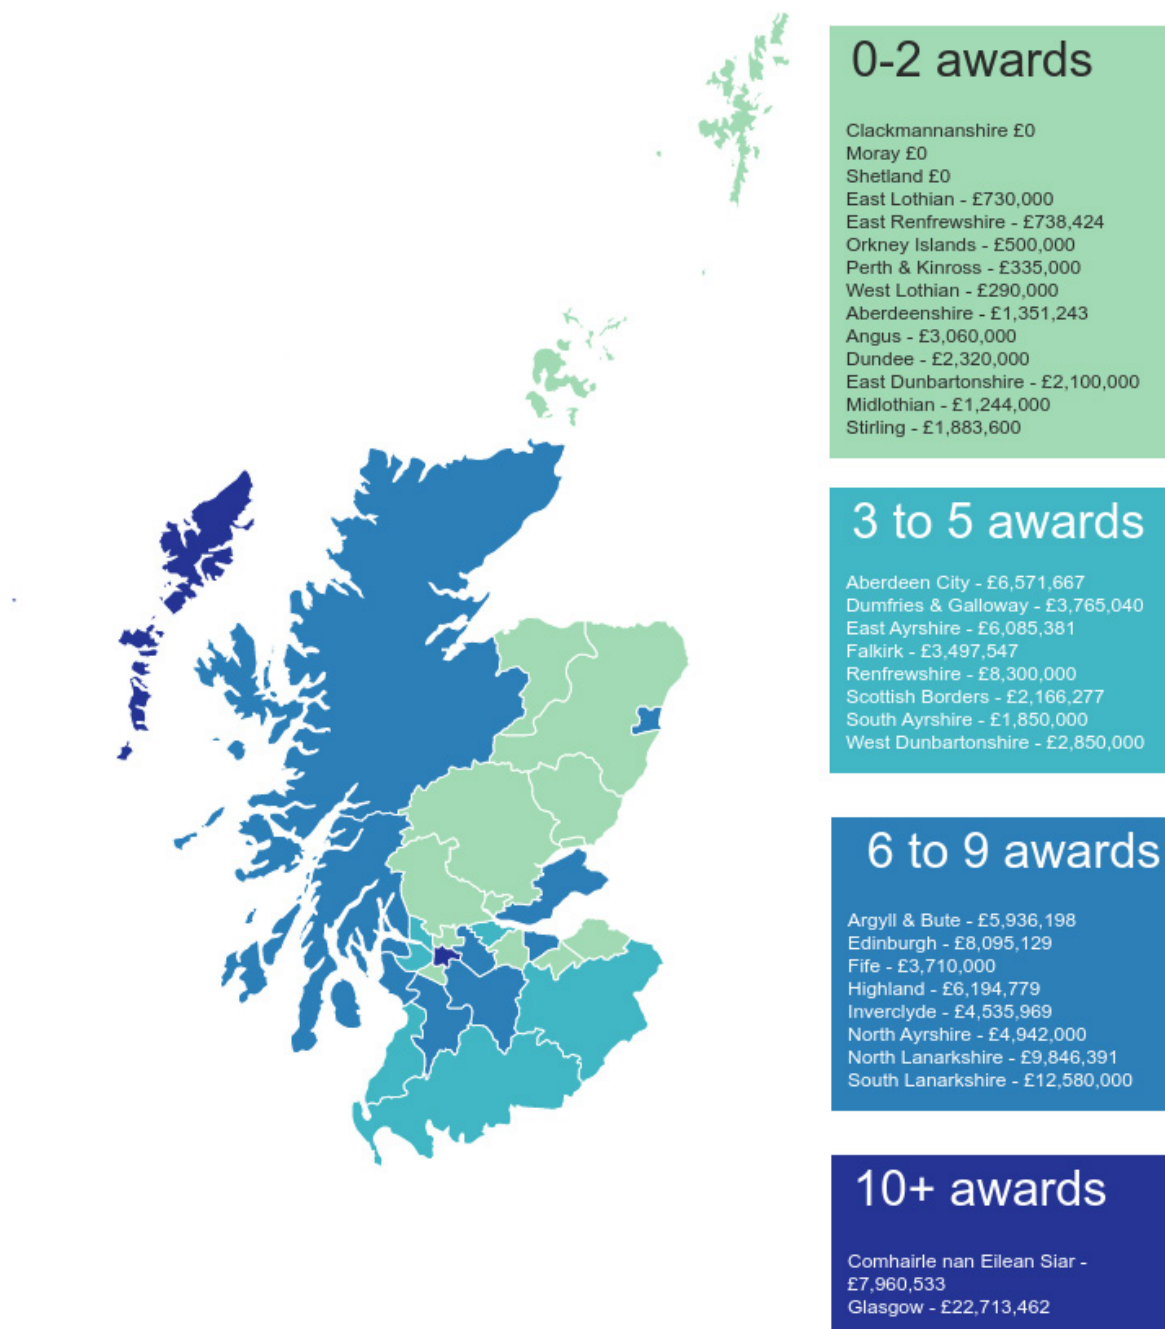 0-2 awards
Clackmannanshire £0
Moray £0
Shetland £0
East Lothian - £730,000
East Renfrewshire - £738,424
Orkney Islands - £500,000
Perth & Kinross - £335,000
West Lothian - £290,000
Aberdeenshire - £1,351,243
Angus - £3,060,000
Dundee - £2,320,000
East Dunbartonshire - £2,100,000
Midlothian - £1,244,000
Stirling - £1,883,600
3 to 5 awards
Aberdeen City - £6,571,667
Dumfries & Galloway - £3,765,040
East Ayrshire - £6,085,381
Falkirk - £3,497,547
Renfrewshire - £8,300,000
Scottish Borders - £2,166,277
South Ayrshire - £1,850,000
West Dunbartonshire - £2,850,000
6 to 9 awards
Argyll & Bute - £5,936,198
Edinburgh - £8,095,129
Fife - £3,710,000
Highland - £6,194,779
Inverclyde - £4,535,969
North Ayrshire - £4,942,000
North Lanarkshire - £9,846,391
South Lanarkshire - £12,580,000
10+ awards
Comhairle nan Eilean Siar -
£7,960,533
Glasgow - £22,713,462